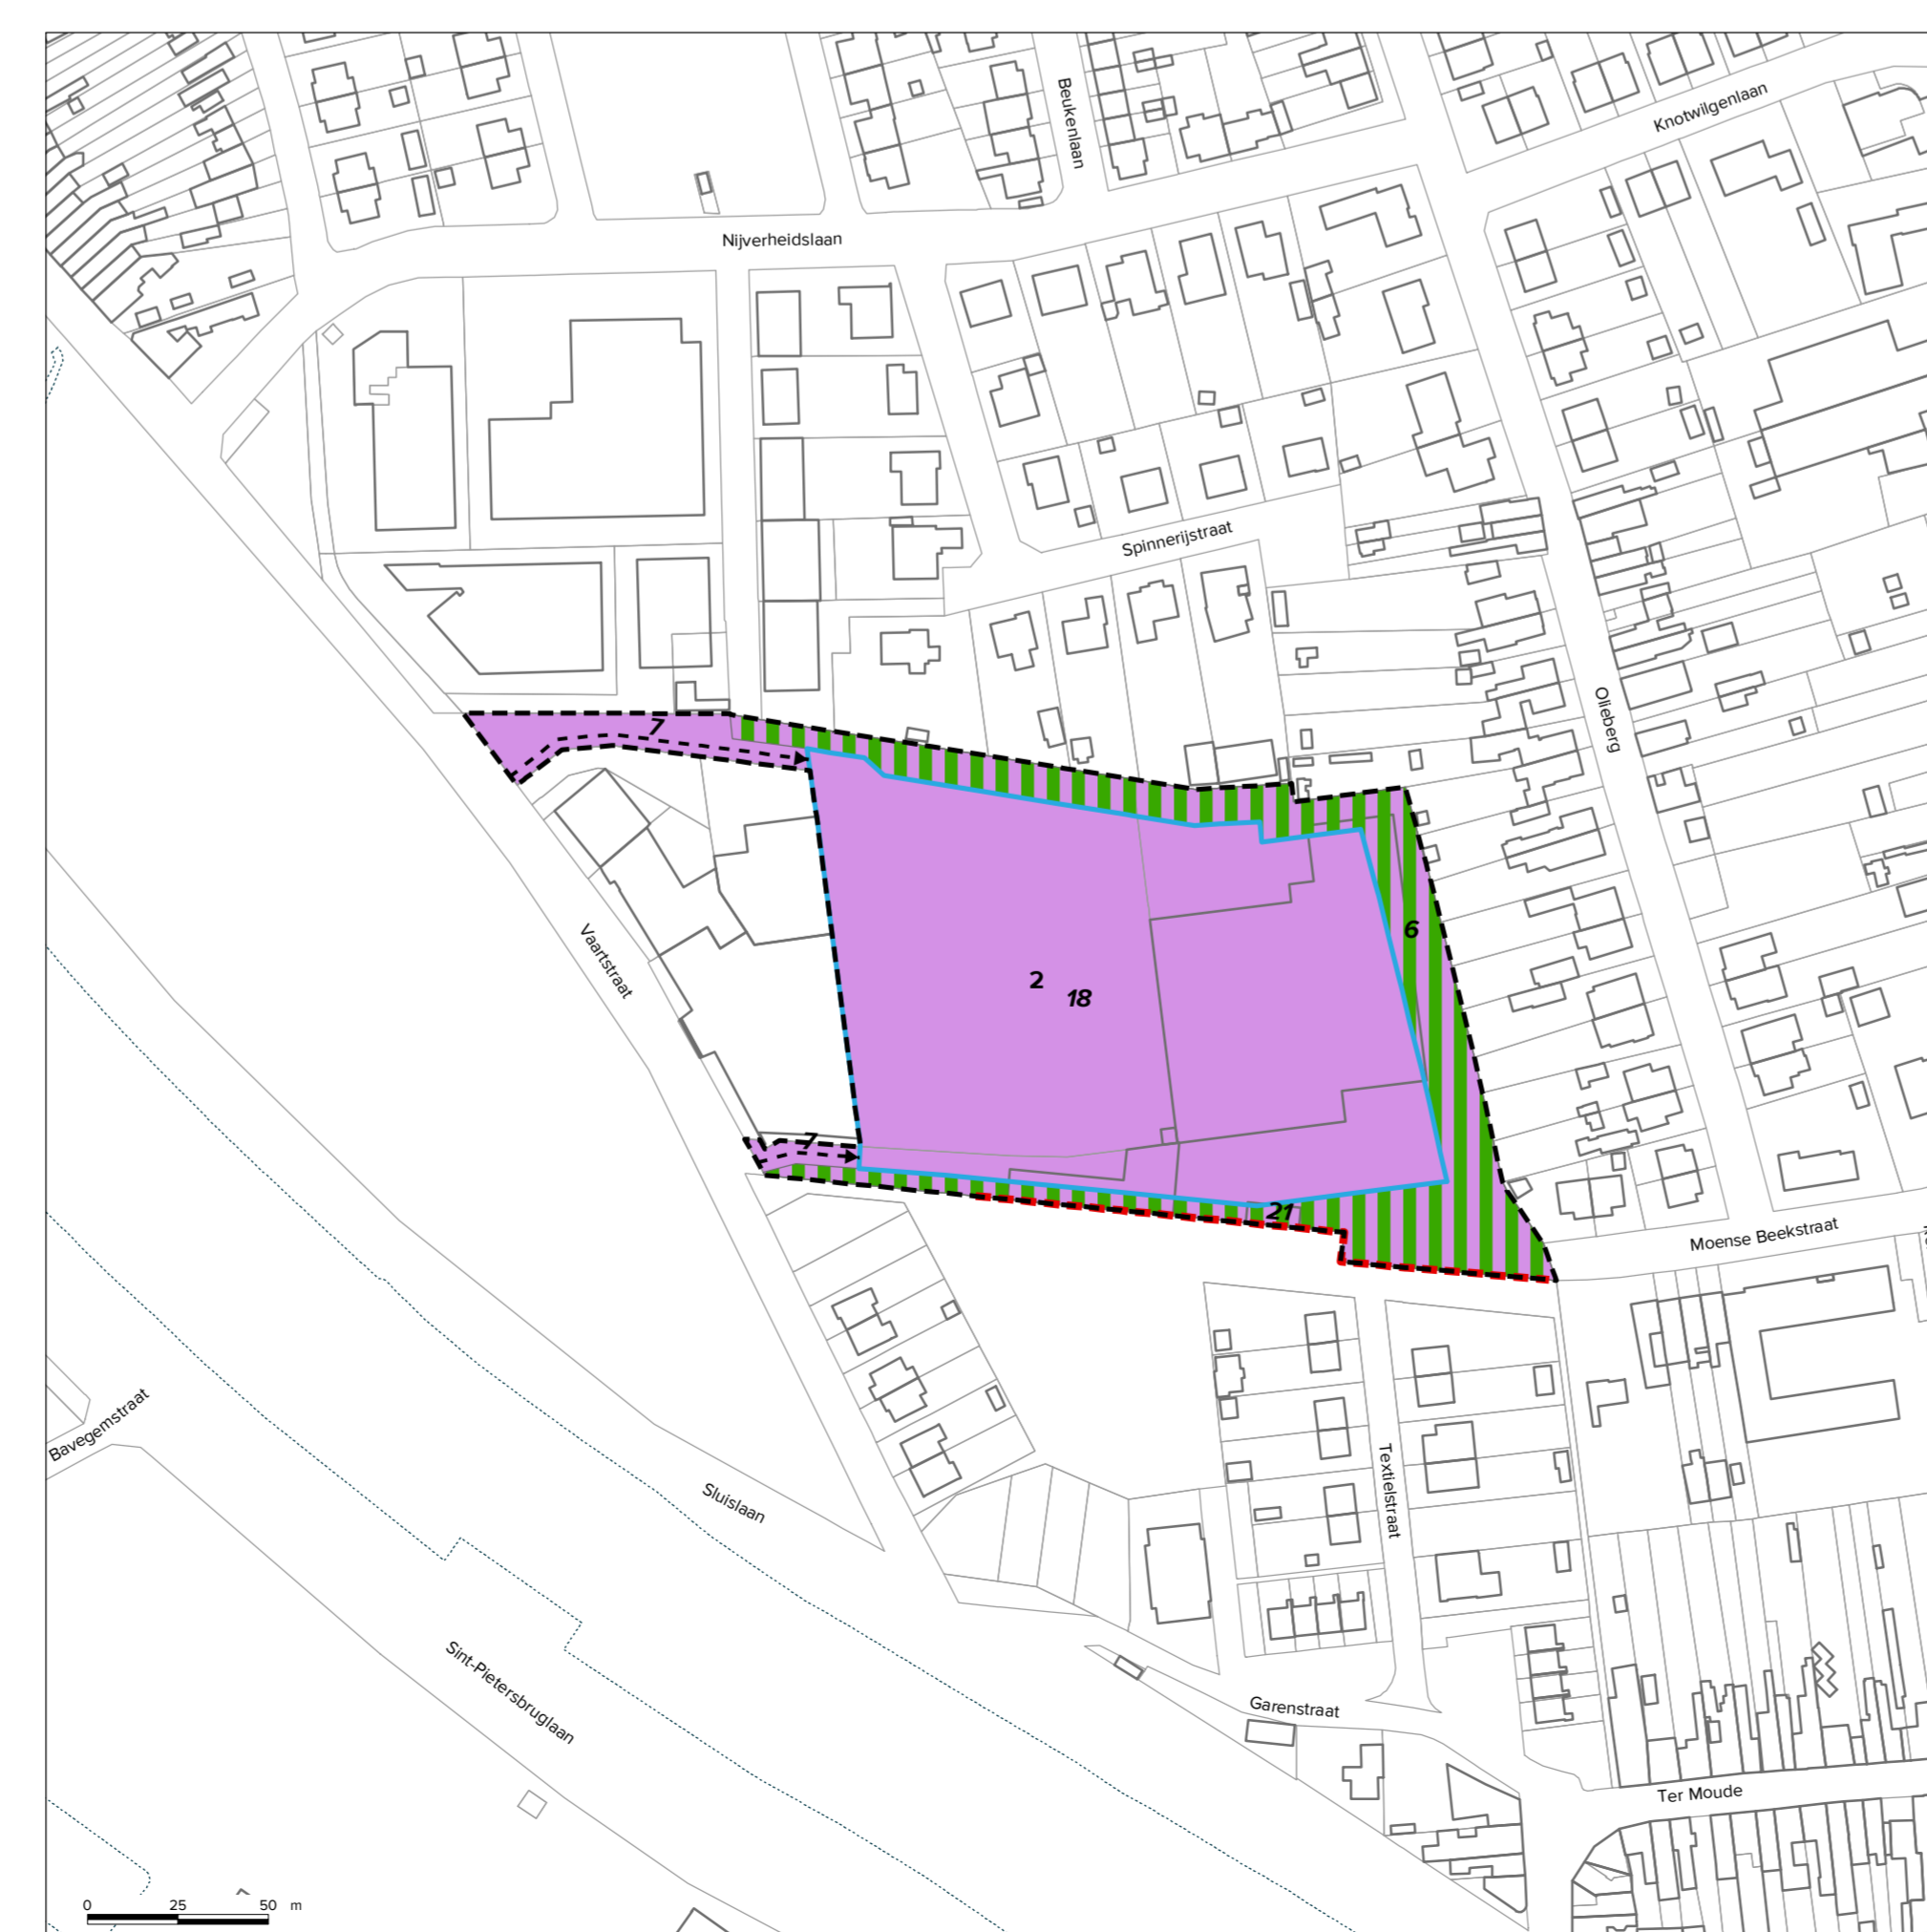 Beukenlaan
Knotwilgenlaan
Nijverheidslaan
Spinnerijstraat
Olieberg
7
6
Vaartstraat
2
18
7
21
Moense Beekstraat
Bavegemstraat
Sluislaan
Textielstraat
Sint-Pietersbruglaan
Garenstraat
Ter Moude
0 25 50 m